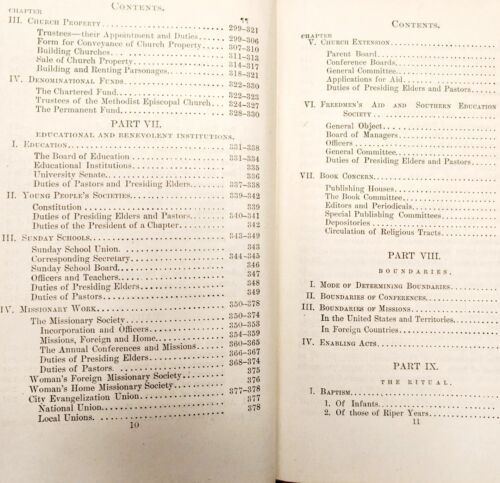 CONTENTS.
CHAPTER ¶¶
III. CHURCH PROPERTY 299-321
Trustees—their Appointment and Duties 299-306
Form for Conveyance of Church Property 307-310
Building Churches 311-313
Sale of Church Property 314-317
Building and Renting Parsonages 318-321
IV. DENOMINATIONAL FUNDS 322-330
The Chartered Fund 322-323
Trustees of the Methodist Episcopal Church 324-327
The Permanent Fund 328-330
PART VII.
EDUCATIONAL AND BENEVOLENT INSTITUTIONS.
I. EDUCATION 331-338
The Board of Education 331-334
Educational Institutions 335
University Senate 336
Duties of Pastors and Presiding Elders 337-338
II. YOUNG PEOPLE'S SOCIETIES 339-342
Constitution 339
Duties of Presiding Elders and Pastors 340-341
Duties of the President of a Chapter 342
III. SUNDAY SCHOOLS 343-349
Sunday School Union 343
Corresponding Secretary 344-345
Sunday School Board 346
Officers and Teachers 347
Duties of Presiding Elders 348
Duties of Pastors 349
IV. MISSIONARY WORK 350-378
The Missionary Society 350-374
Incorporation and Officers 350-353
Missions, Foreign and Home 354-359
The Annual Conferences and Missions 360-365
Duties of Presiding Elders 366-367
Duties of Pastors 368-374
Woman's Foreign Missionary Society 375
Woman's Home Missionary Society 376
City Evangelization Union 377-378
National Union 377
Local Unions 378
10
CONTENTS.
CHAPTER
V. CHURCH EXTENSION
Parent Board
Conference Boards
General Committee
Applications for Aid
Duties of Presiding Elders and Pastors
VI. FREEDMEN'S AID AND SOUTHERN EDUCATION
SOCIETY
General Object
Board of Managers
Officers
General Committee
Duties of Presiding Elders and Pastors
VII. BOOK CONCERN
Publishing Houses
The Book Committee
Editors and Periodicals
Special Publishing Committees
Depositories
Circulation of Religious Tracts
PART VIII.
BOUNDARIES.
I. MODE OF DETERMINING BOUNDARIES
II. BOUNDARIES OF CONFERENCES
III. BOUNDARIES OF MISSIONS
In the United States and Territories
In Foreign Countries
IV. ENABLING ACTS
PART IX.
THE RITUAL.
I. BAPTISM
1. Of Infants
2. Of those of Riper Years
11